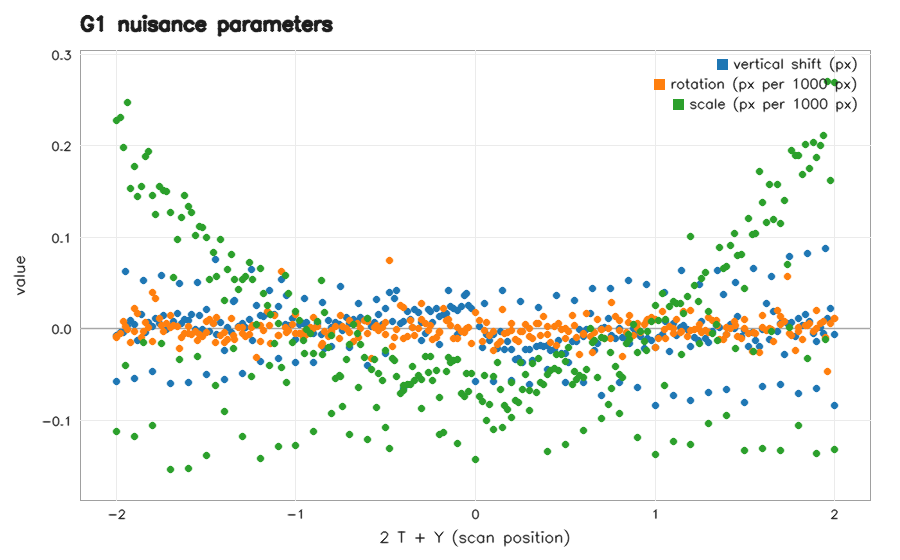 G1 nuisance parameters
vertical shift (px)
rotation (px per 1000 px)
scale (px per 1000 px)
0.3
0.2
0.1
0.0
−0.1
value
−2
−1
0
1
2
2 T + Y (scan position)